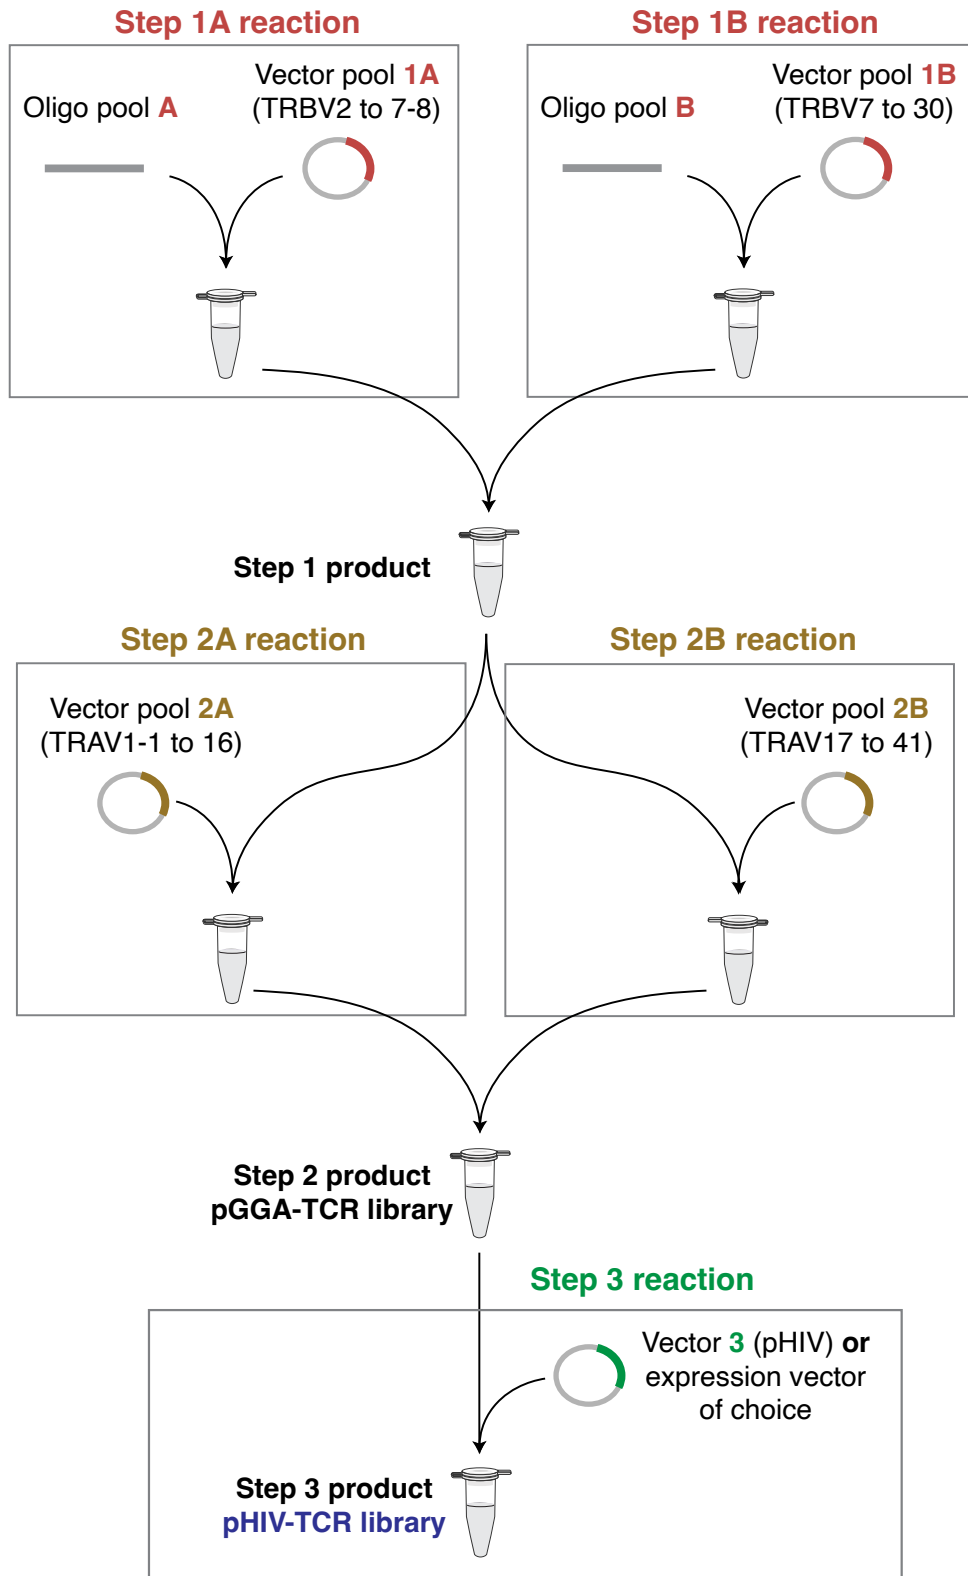 Step 1A reaction
Oligo pool A
Vector pool 1A
(TRBV2 to 7-8)
Step 1B reaction
Oligo pool B
Vector pool 1B
(TRBV7 to 30)
Step 1 product
Step 2A reaction
Vector pool 2A
(TRAV1-1 to 16)
Step 2B reaction
Vector pool 2B
(TRAV17 to 41)
Step 2 product
pGGA-TCR library
Step 3 reaction
Vector 3 (pHIV) or
expression vector
of choice
Step 3 product
pHIV-TCR library